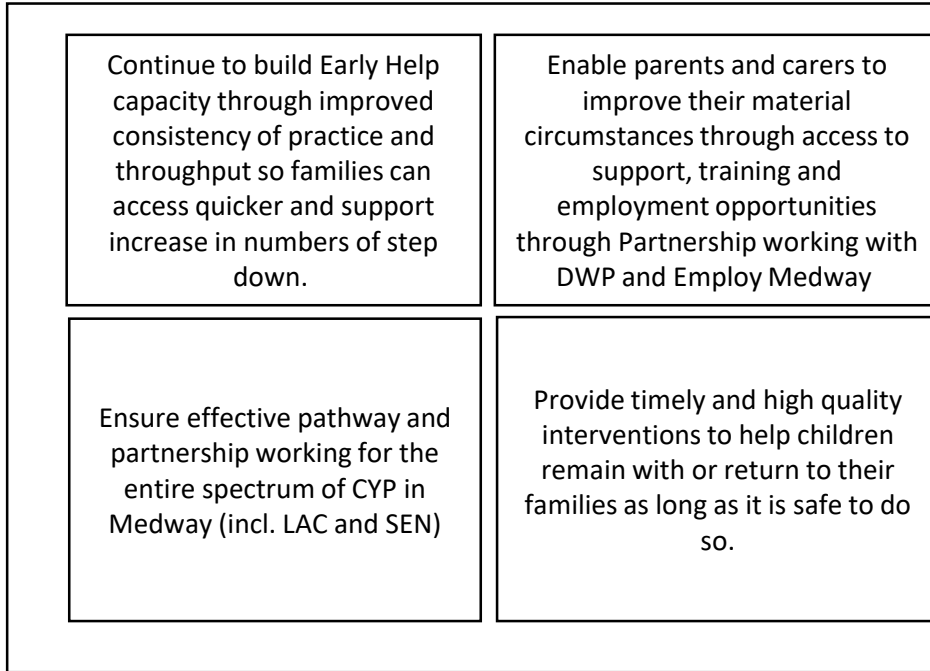 Continue to build Early Help
capacity through improved
consistency of practice and
throughput so families can
access quicker and support
increase in numbers of step
down.
Enable parents and carers to
improve their material
circumstances through access to
support, training and
employment opportunities
through Partnership working with
DWP and Employ Medway
Ensure effective pathway and
partnership working for the
entire spectrum of CYP in
Medway (incl. LAC and SEN)
Provide timely and high quality
interventions to help children
remain with or return to their
families as long as it is safe to do
so.